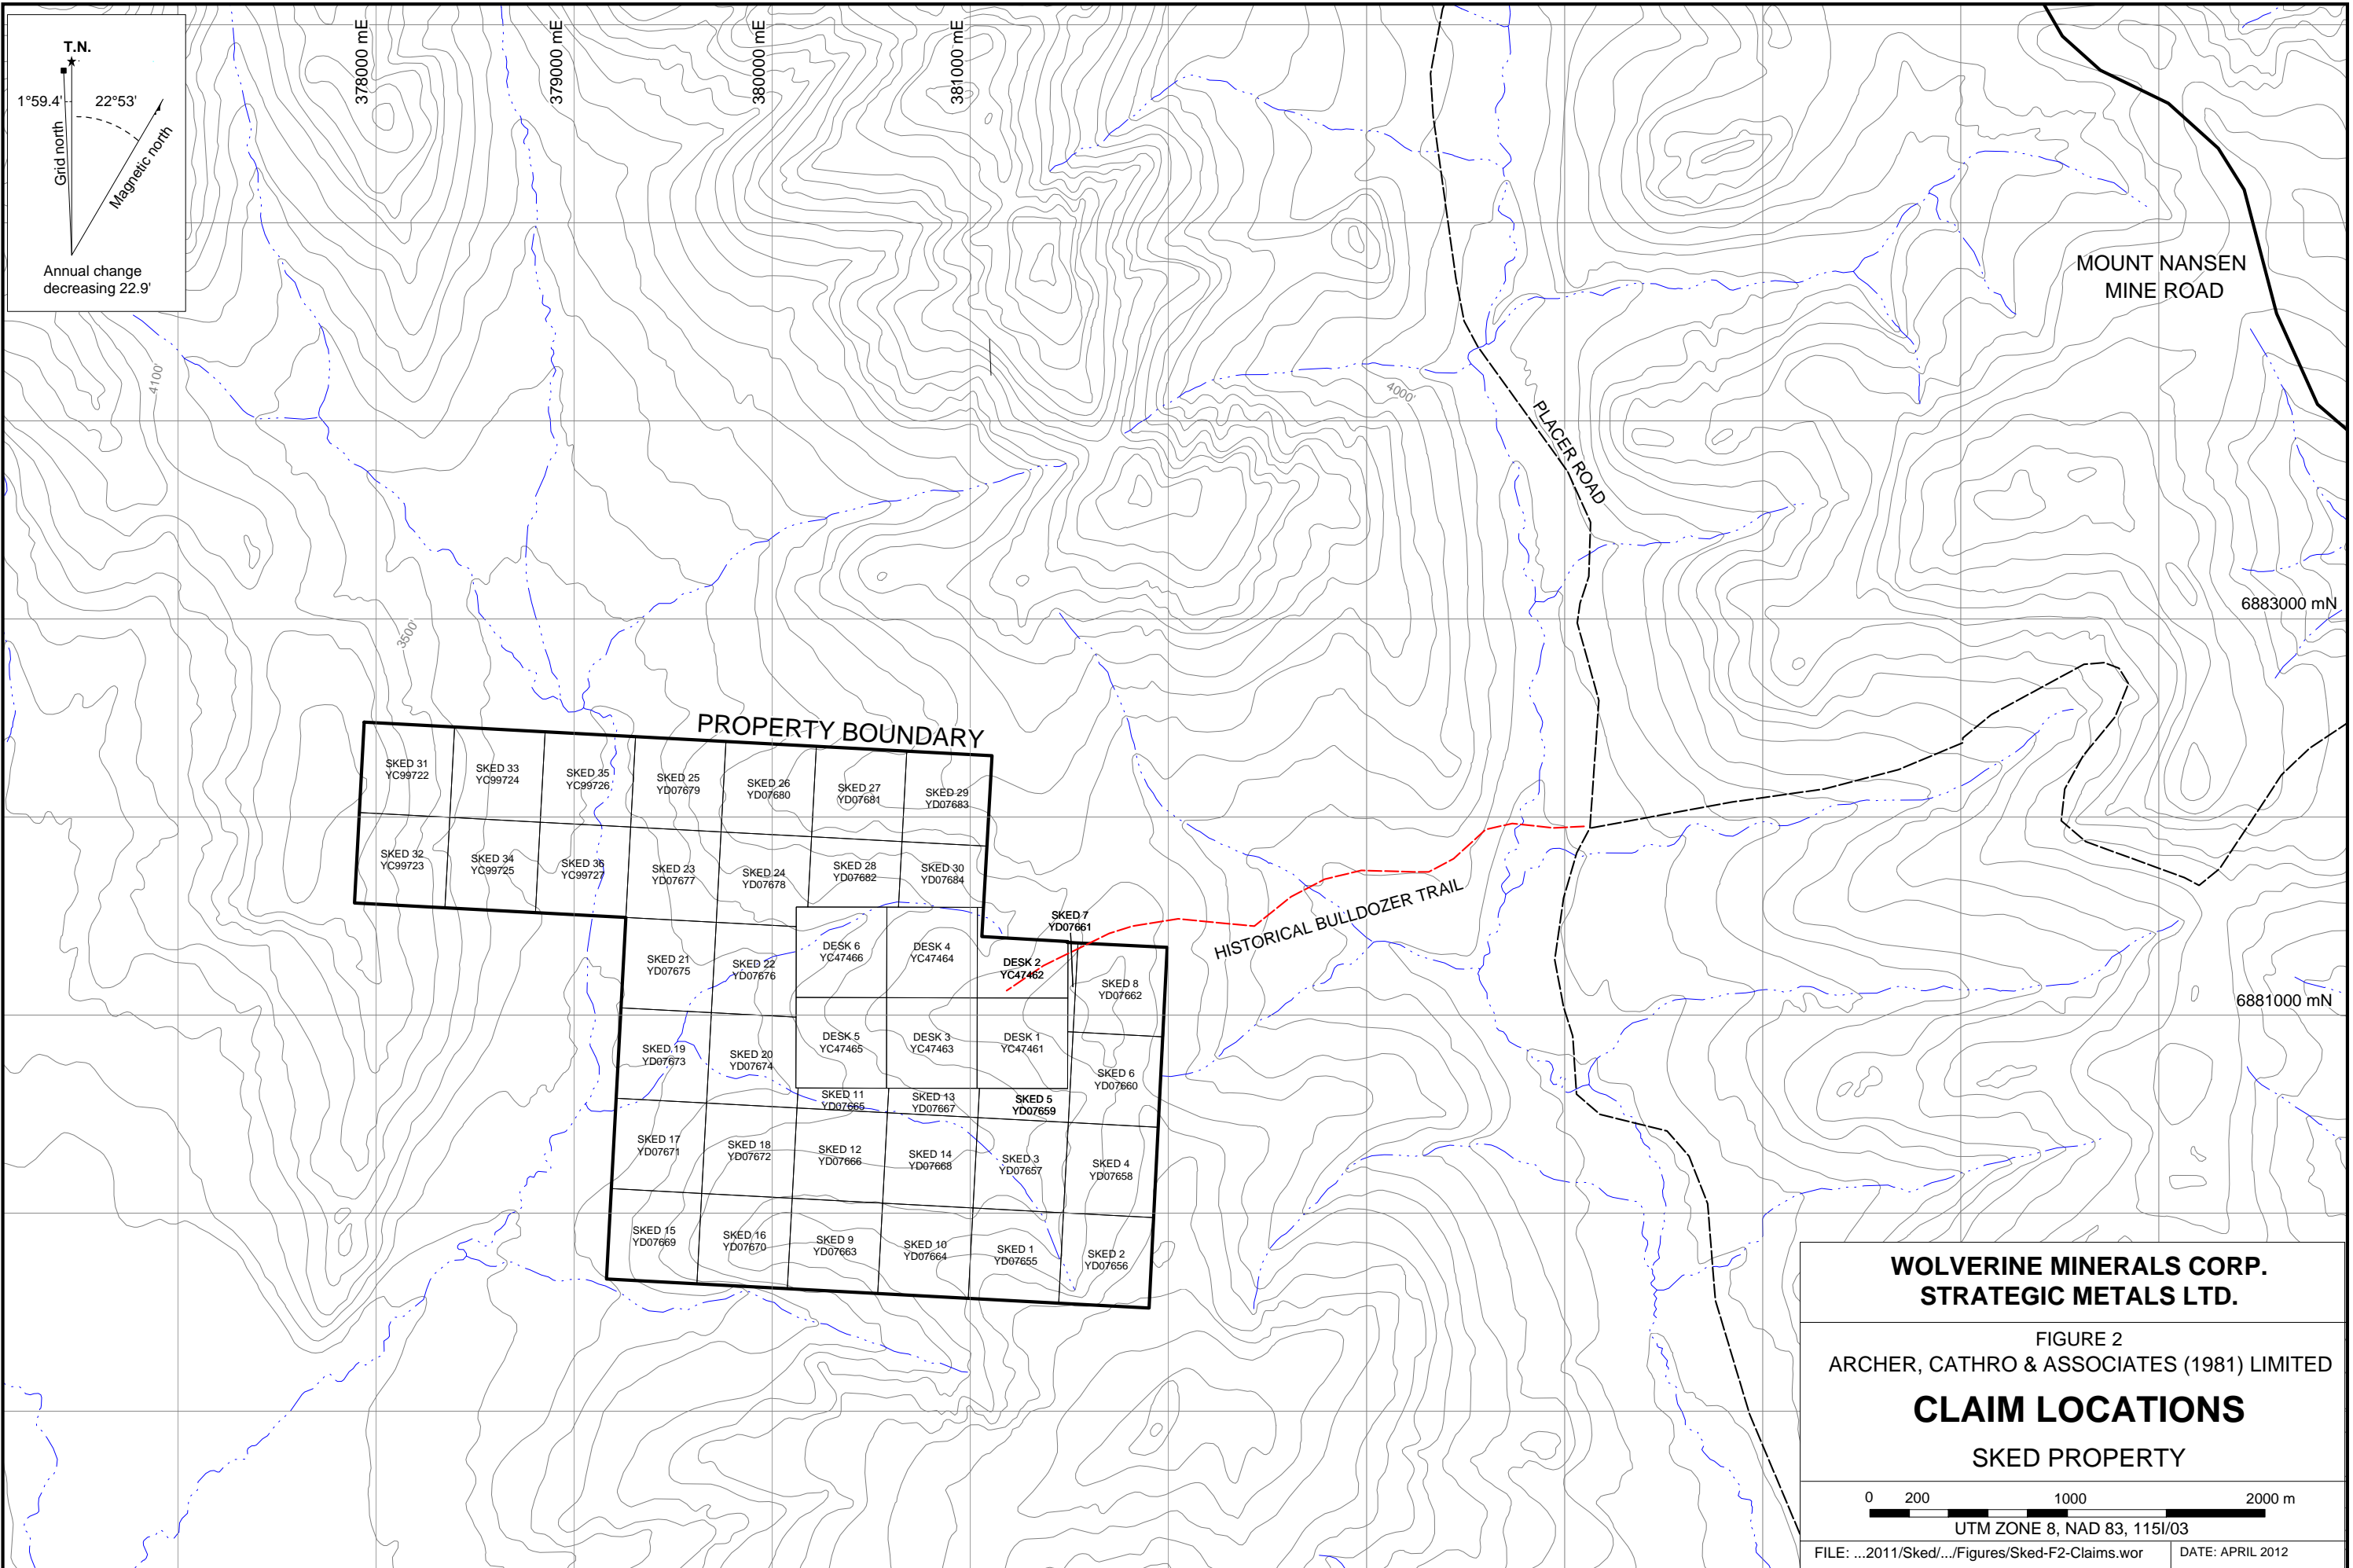 T.N.
1°59.4'
22°53'
Grid north
Magnetic north
Annual change
decreasing 22.9'
378000 mE
379000 mE
380000 mE
381000 mE
4100'
3500'
4000'
MOUNT NANSEN
MINE ROAD
PLACER ROAD
6883000 mN
6881000 mN
PROPERTY BOUNDARY
HISTORICAL BULLDOZER TRAIL
SKED 31
YC99722
SKED 33
YC99724
SKED 35
YC99726
SKED 25
YD07679
SKED 26
YD07680
SKED 27
YD07681
SKED 29
YD07683
SKED 32
YC99723
SKED 34
YC99725
SKED 36
YC99727
SKED 23
YD07677
SKED 24
YD07678
SKED 28
YD07682
SKED 30
YD07684
SKED 7
YD07661
SKED 21
YD07675
SKED 22
YD07676
DESK 6
YC47466
DESK 4
YC47464
DESK 2
YC47462
SKED 8
YD07662
SKED 19
YD07673
SKED 20
YD07674
DESK 5
YC47465
DESK 3
YC47463
DESK 1
YC47461
SKED 6
YD07660
SKED 11
YD07665
SKED 13
YD07667
SKED 5
YD07659
SKED 17
YD07671
SKED 18
YD07672
SKED 12
YD07666
SKED 14
YD07668
SKED 3
YD07657
SKED 4
YD07658
SKED 15
YD07669
SKED 16
YD07670
SKED 9
YD07663
SKED 10
YD07664
SKED 1
YD07655
SKED 2
YD07656
WOLVERINE MINERALS CORP.
STRATEGIC METALS LTD.
FIGURE 2
ARCHER, CATHRO & ASSOCIATES (1981) LIMITED
CLAIM LOCATIONS
SKED PROPERTY
0 200 1000 2000 m
UTM ZONE 8, NAD 83, 115I/03
FILE: ...2011/Sked/.../Figures/Sked-F2-Claims.wor
DATE: APRIL 2012